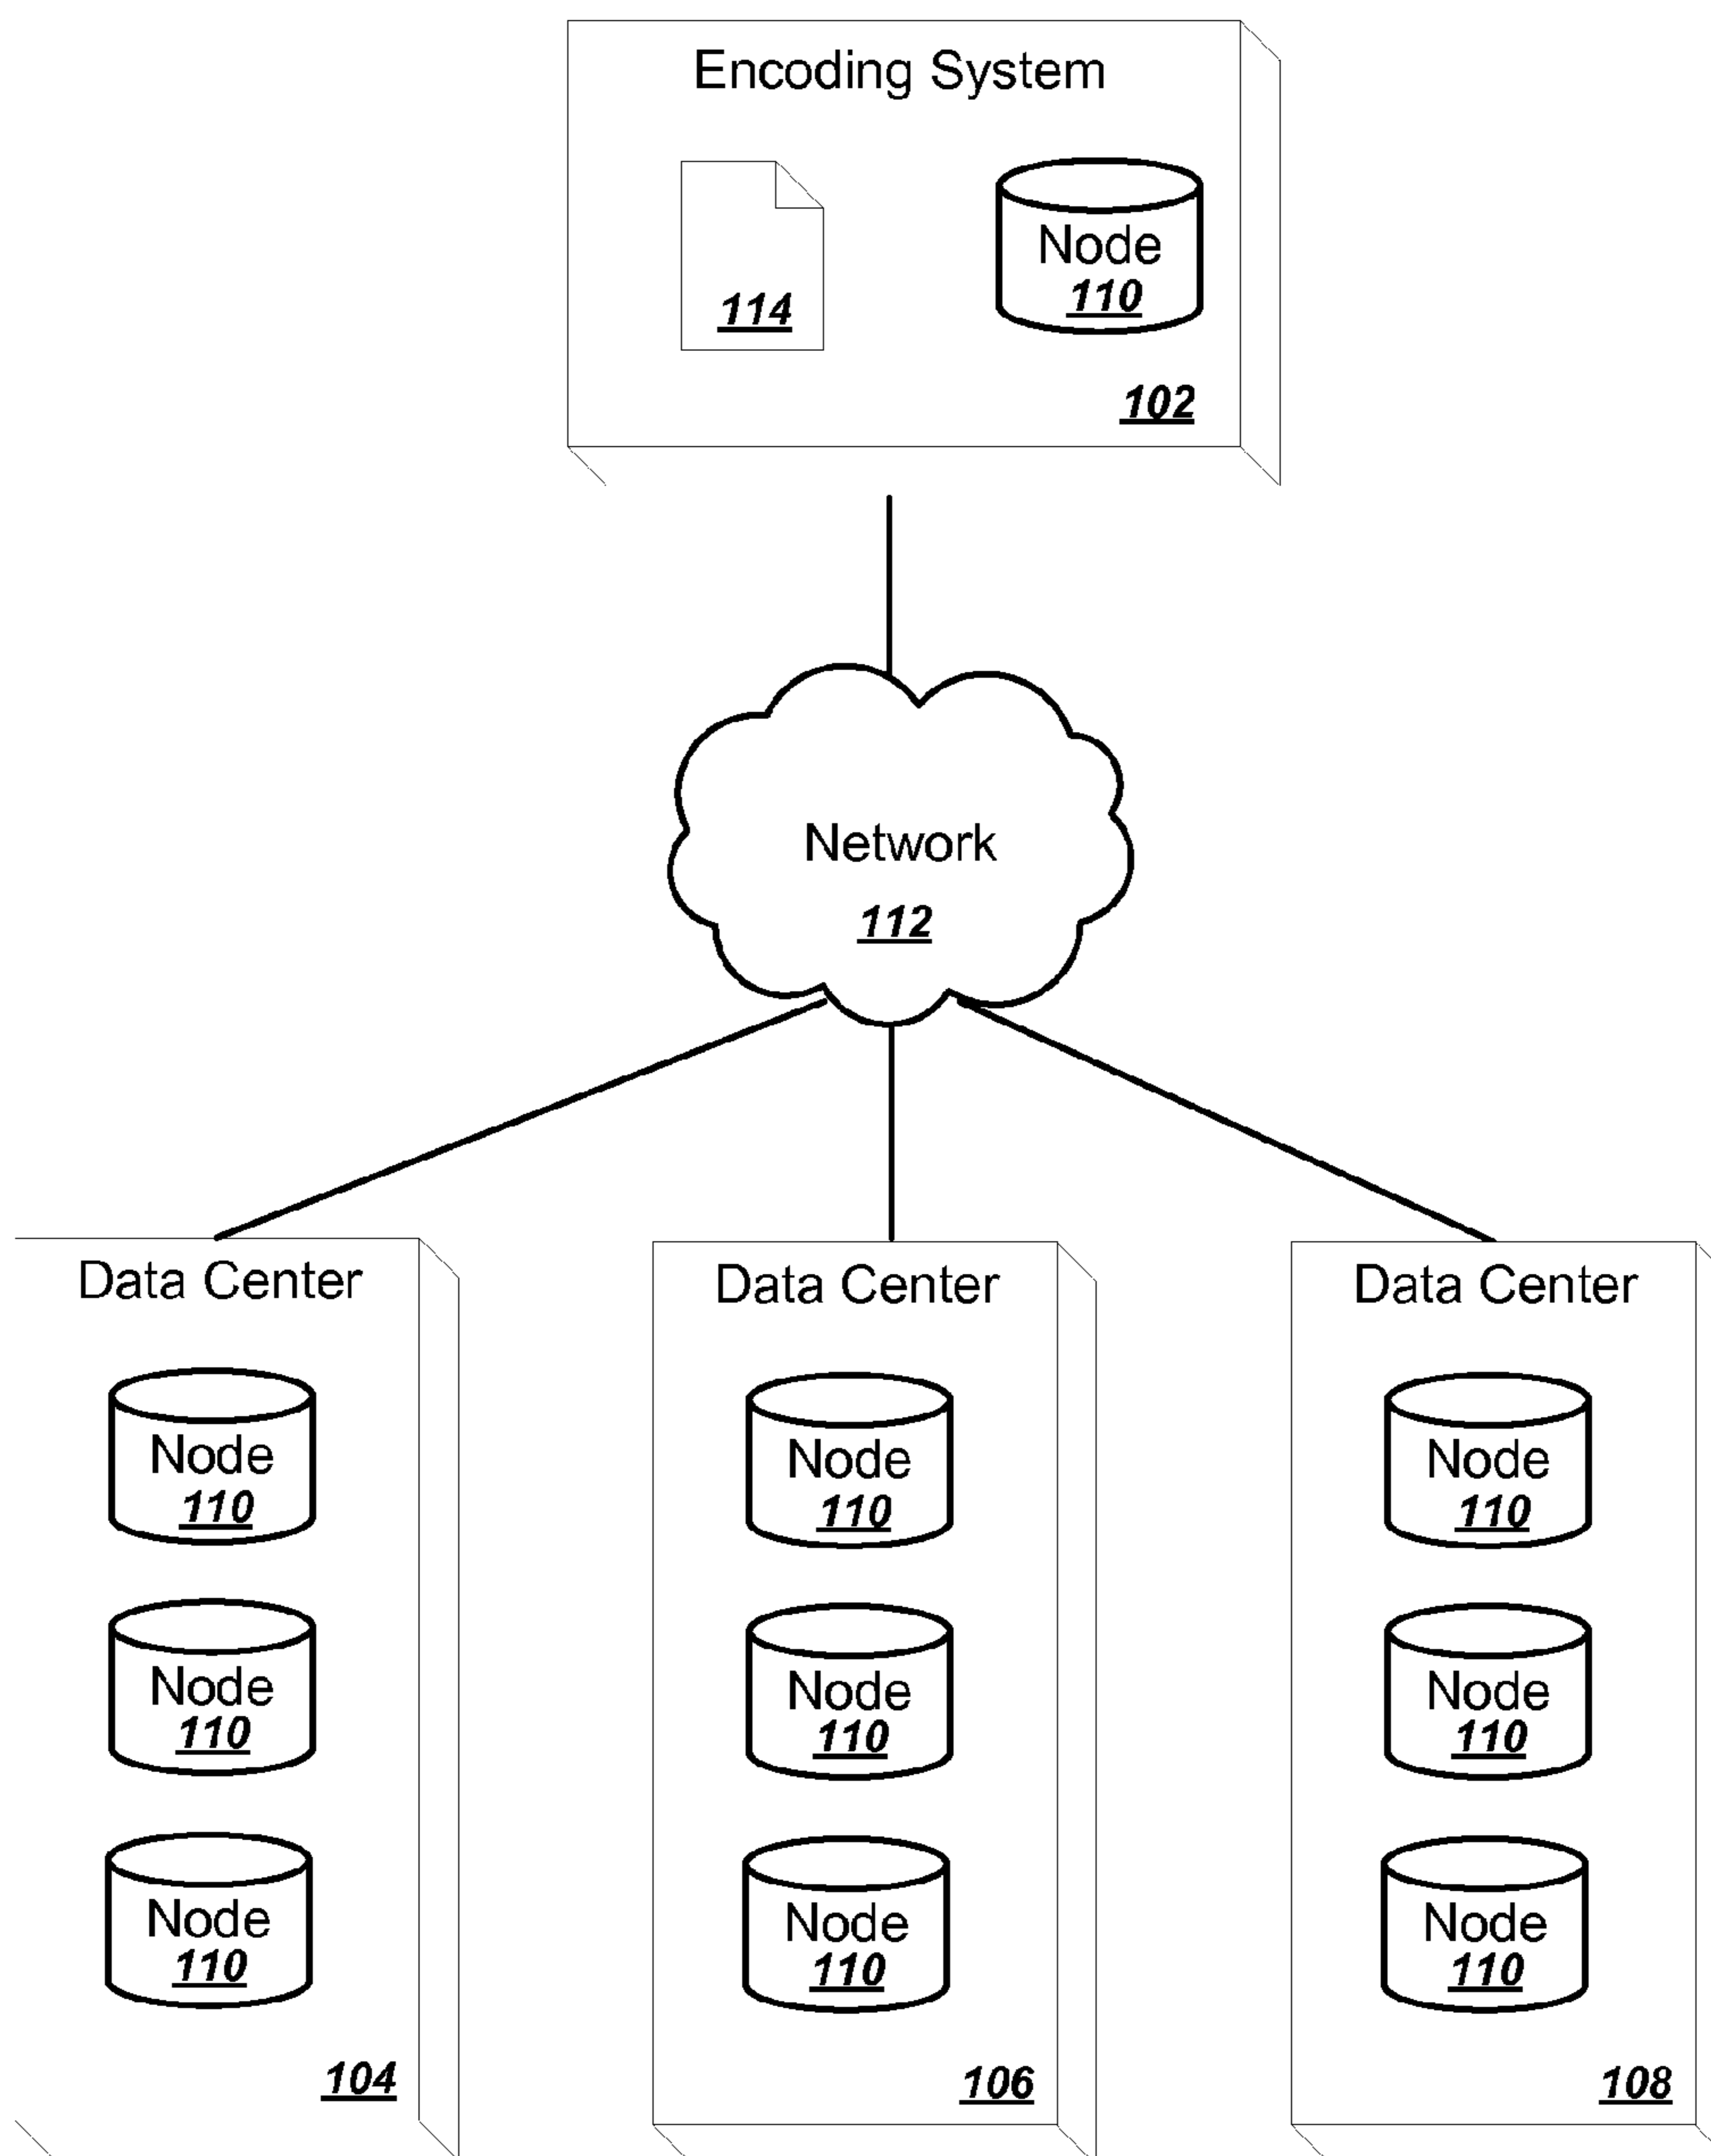 Encoding System
114
Node
110
102
Network
112
Data Center
Node
110
Node
110
Node
110
104
Data Center
Node
110
Node
110
Node
110
106
Data Center
Node
110
Node
110
Node
110
108